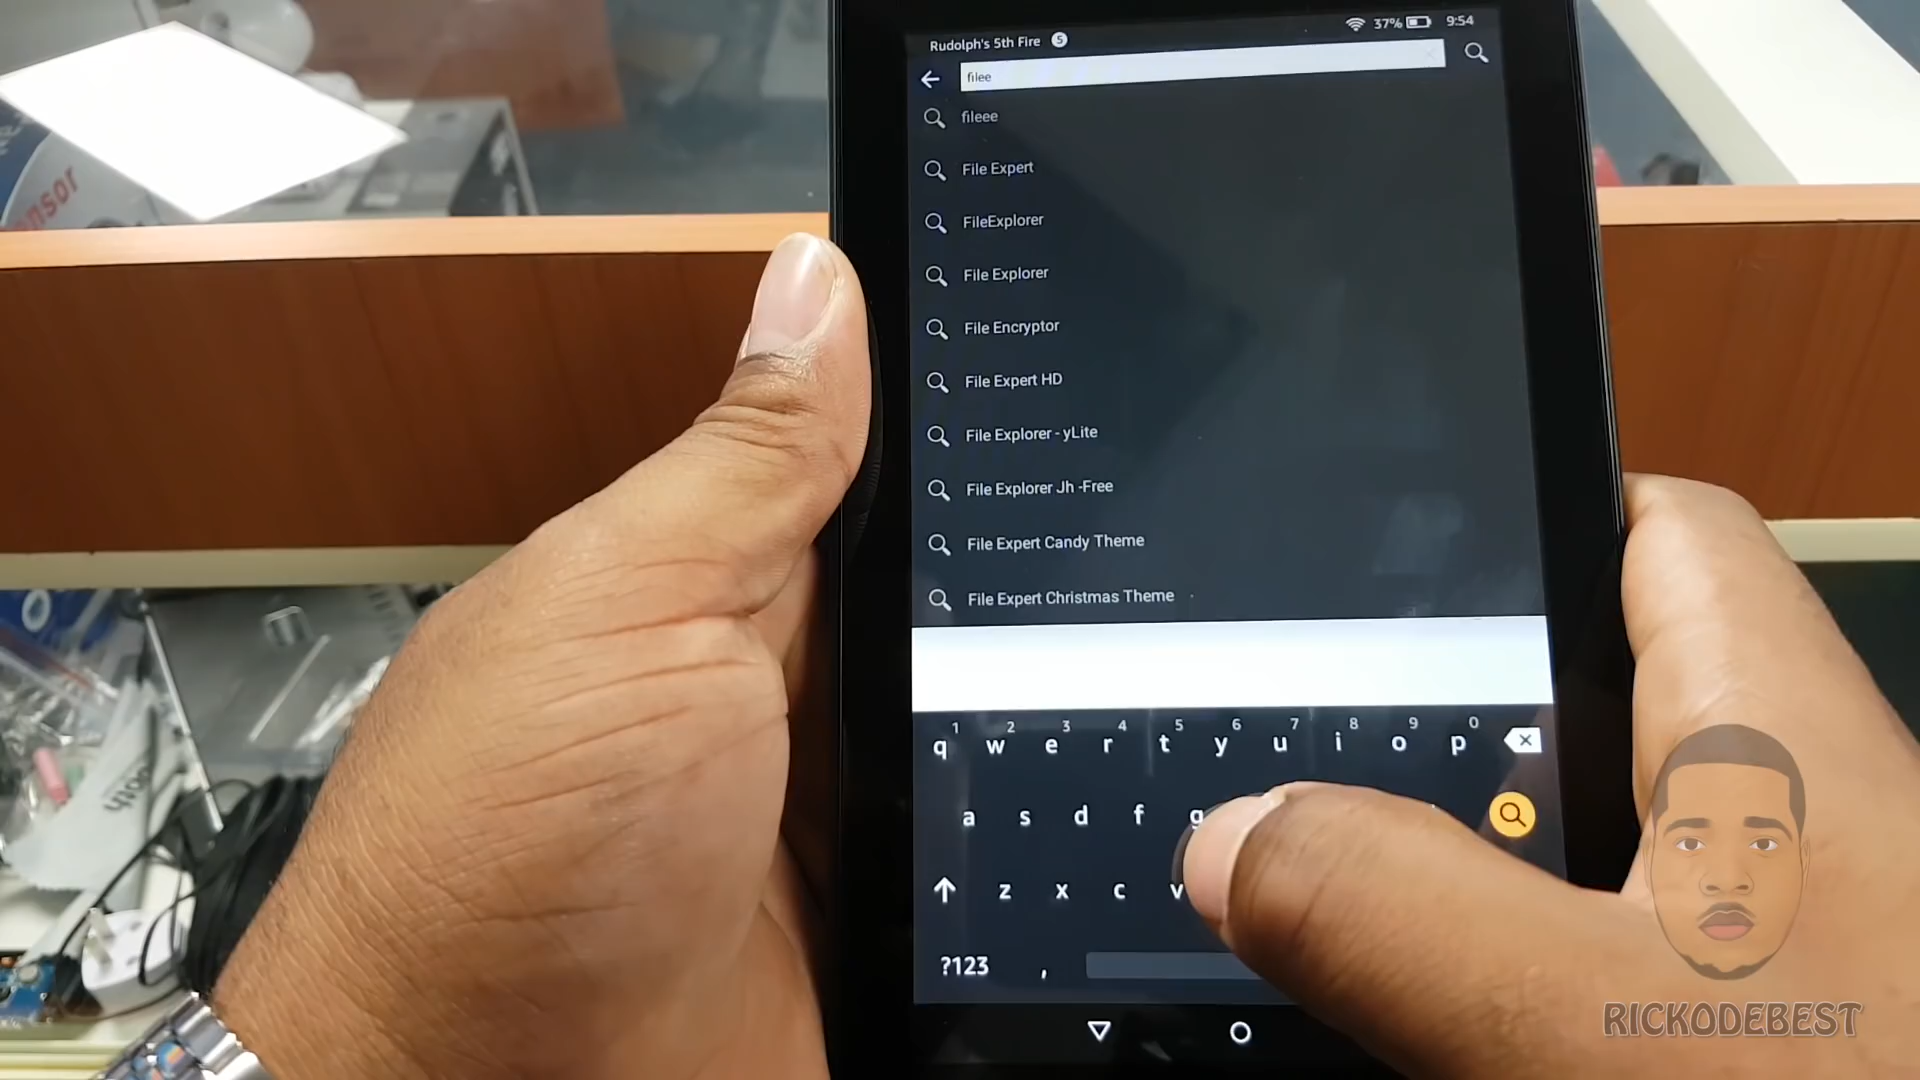 Rudolph's 5th Fire 5 37% 9:54
filee
fileee
File Expert
FileExplorer
File Explorer
File Encryptor
File Expert HD
File Explorer - yLite
File Explorer Jh -Free
File Expert Candy Theme
File Expert Christmas Theme
1 2 3 4 5 6 7 8 9 0
q w e r t y u i o p
a s d f g
z x c v
?123 ,
nsor
RICKODEBEST